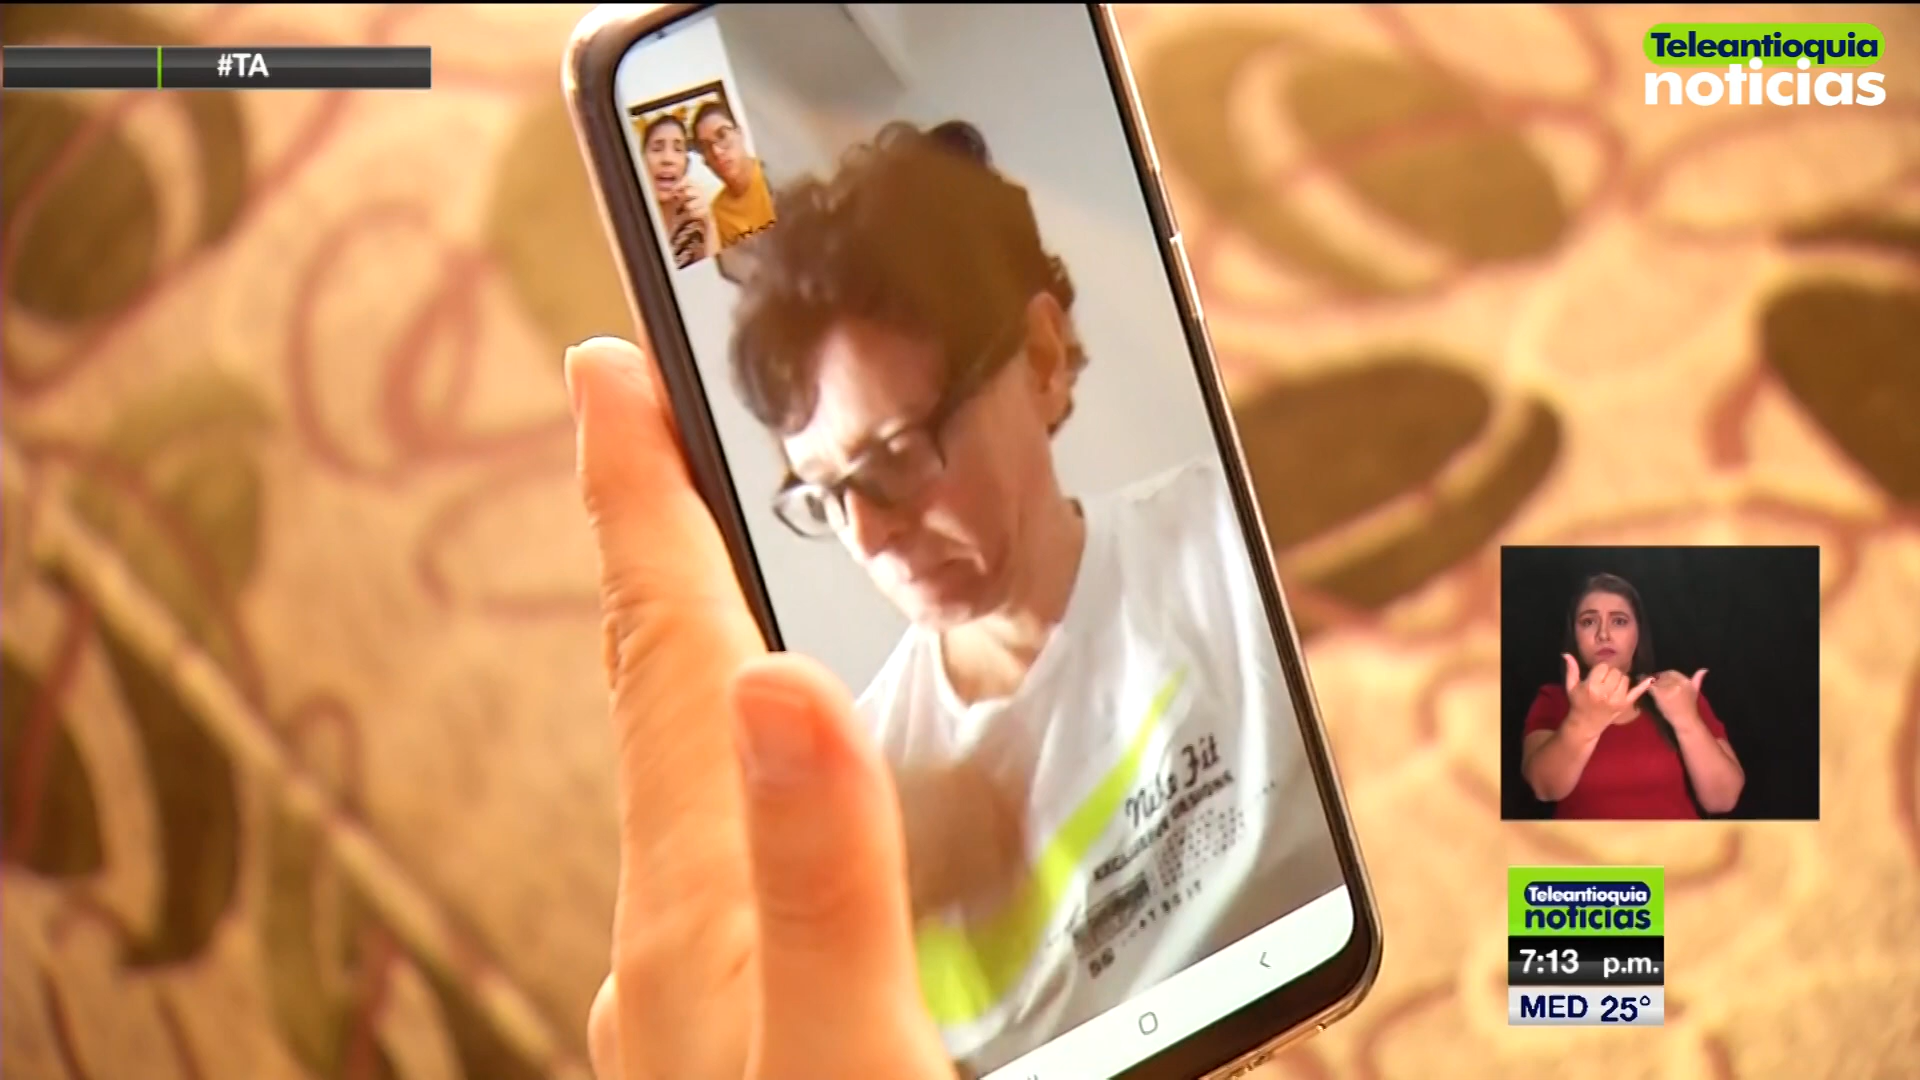 #TA
Teleantioquia
noticias
Nike Fit
Teleantioquia
noticias
7:13 p.m.
MED 25°